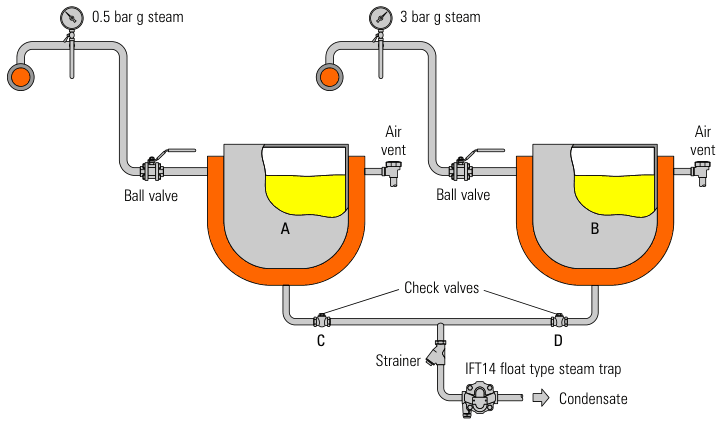 0.5 bar g steam
3 bar g steam
Air
vent
Air
vent
Ball valve
Ball valve
A
B
Check valves
C
D
Strainer
IFT14 float type steam trap
Condensate